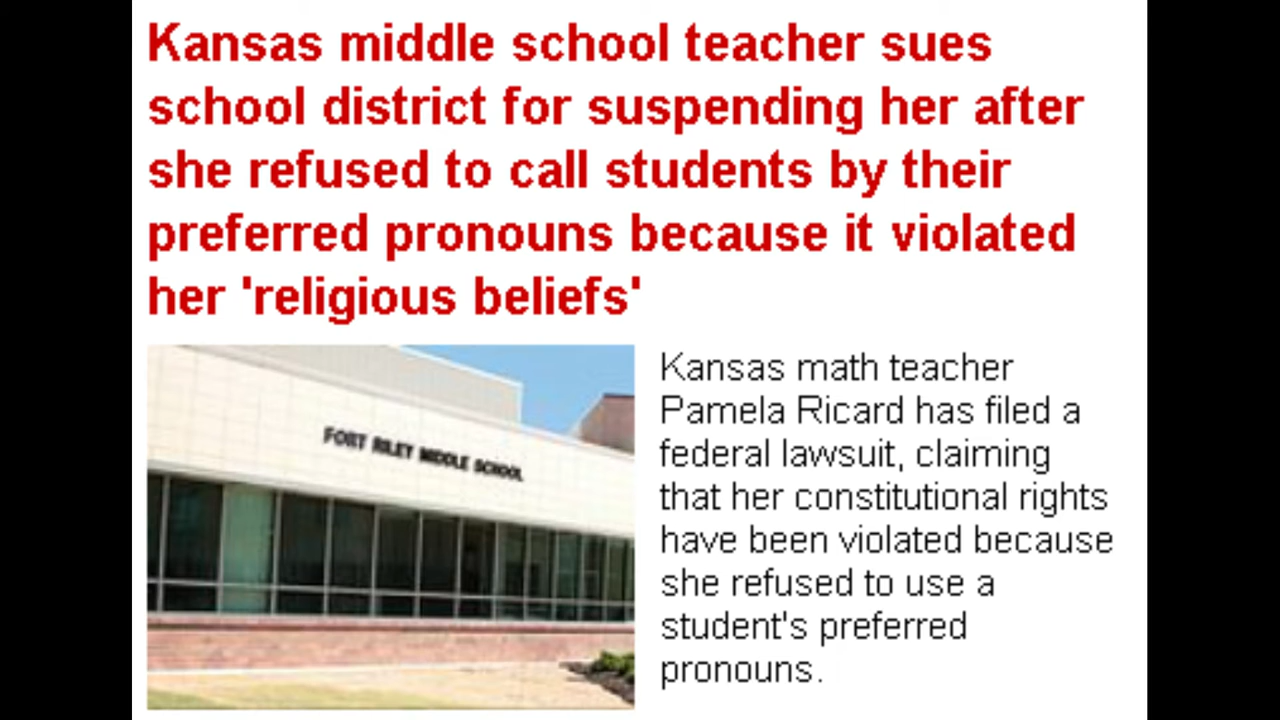 Kansas middle school teacher sues
school district for suspending her after
she refused to call students by their
preferred pronouns because it violated
her 'religious beliefs'
FORT RILEY MIDDLE SCHOOL
Kansas math teacher
Pamela Ricard has filed a
federal lawsuit, claiming
that her constitutional rights
have been violated because
she refused to use a
student's preferred
pronouns.